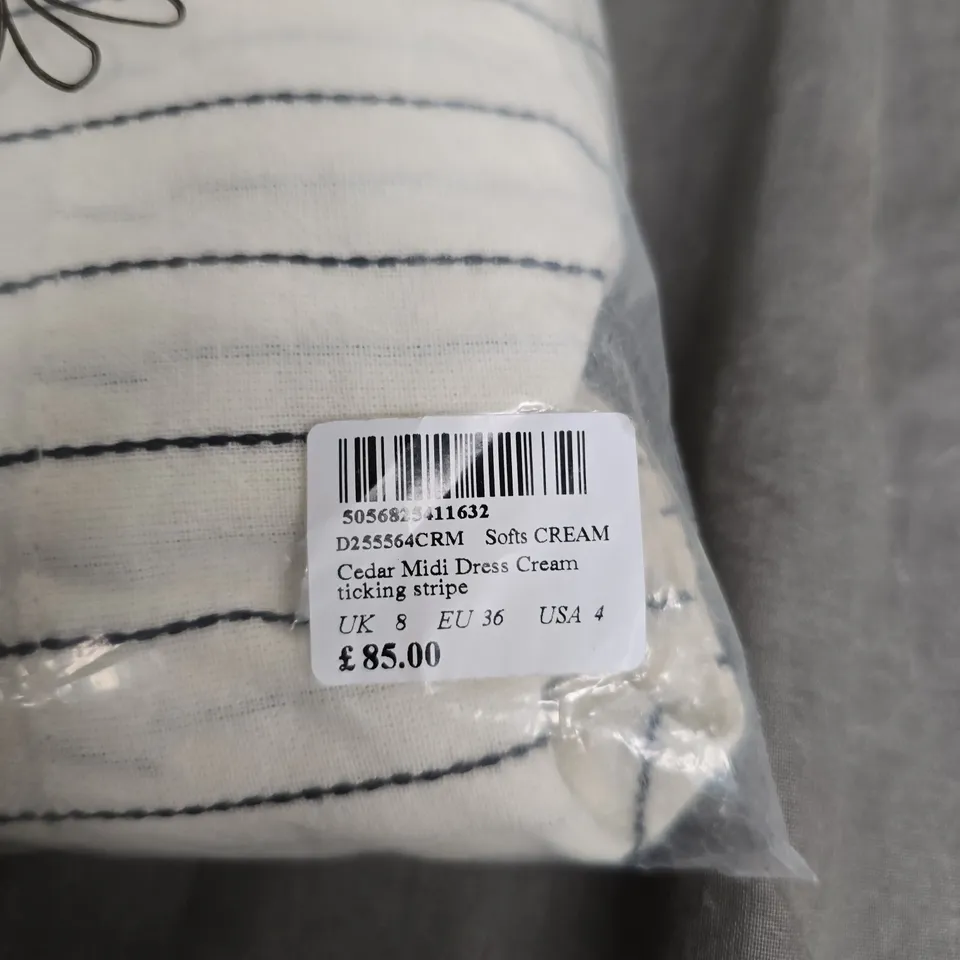 5056825411632
D255564CRM Softs CREAM
Cedar Midi Dress Cream
ticking stripe
UK 8 EU 36 USA 4
£85.00